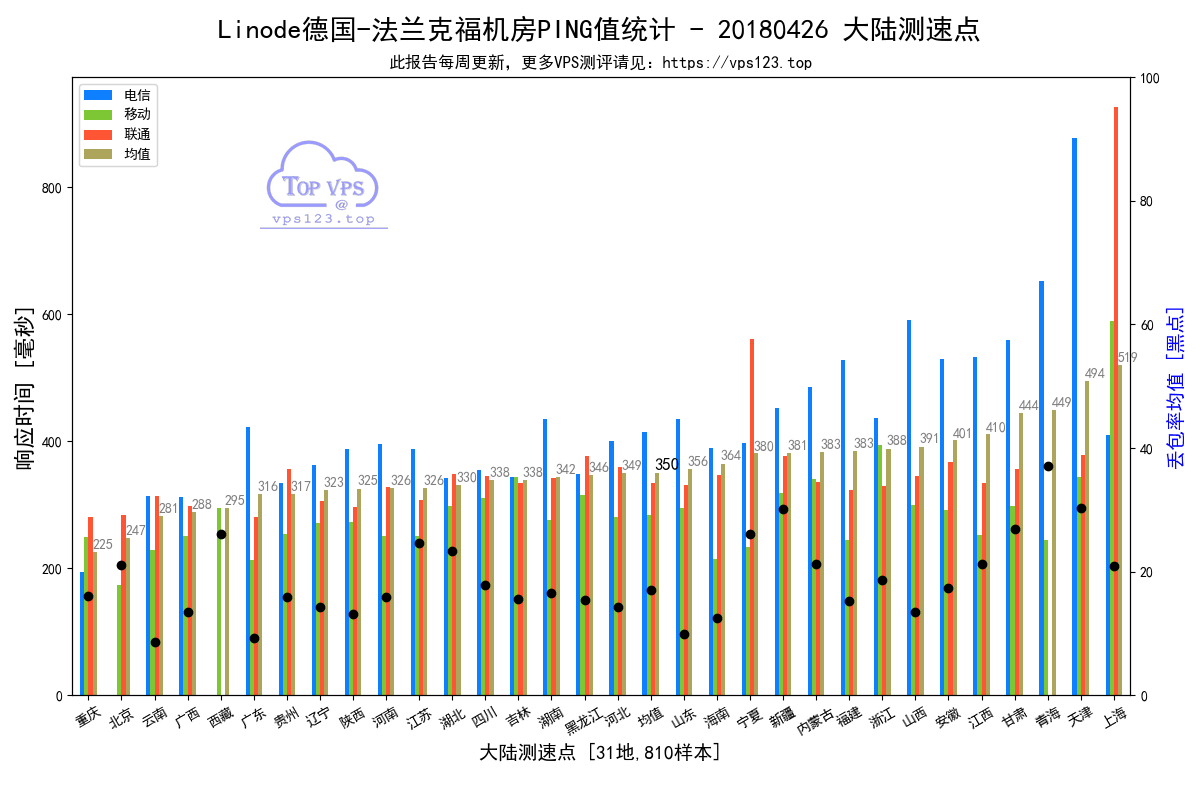 Linode德国-法兰克福机房PING值统计 - 20180426 大陆测速点
此报告每周更新, 更多VPS测评请见: https://vps123.top
电信
移动
联通
均值
TOP VPS
@
vps123.top
响应时间 [毫秒]
800
600
400
200
0
丢包率均值 [黑点]
100
80
60
40
20
0
225
247
281
288
295
316
317
323
325
326
326
330
338
338
342
346
349
350
356
364
380
381
383
383
388
391
401
410
444
449
494
519
重庆
北京
云南
广西
西藏
广东
贵州
辽宁
陕西
河南
江苏
湖北
四川
吉林
湖南
黑龙江
河北
均值
山东
海南
宁夏
新疆
内蒙古
福建
浙江
山西
安徽
江西
甘肃
青海
天津
上海
大陆测速点 [31地,810样本]